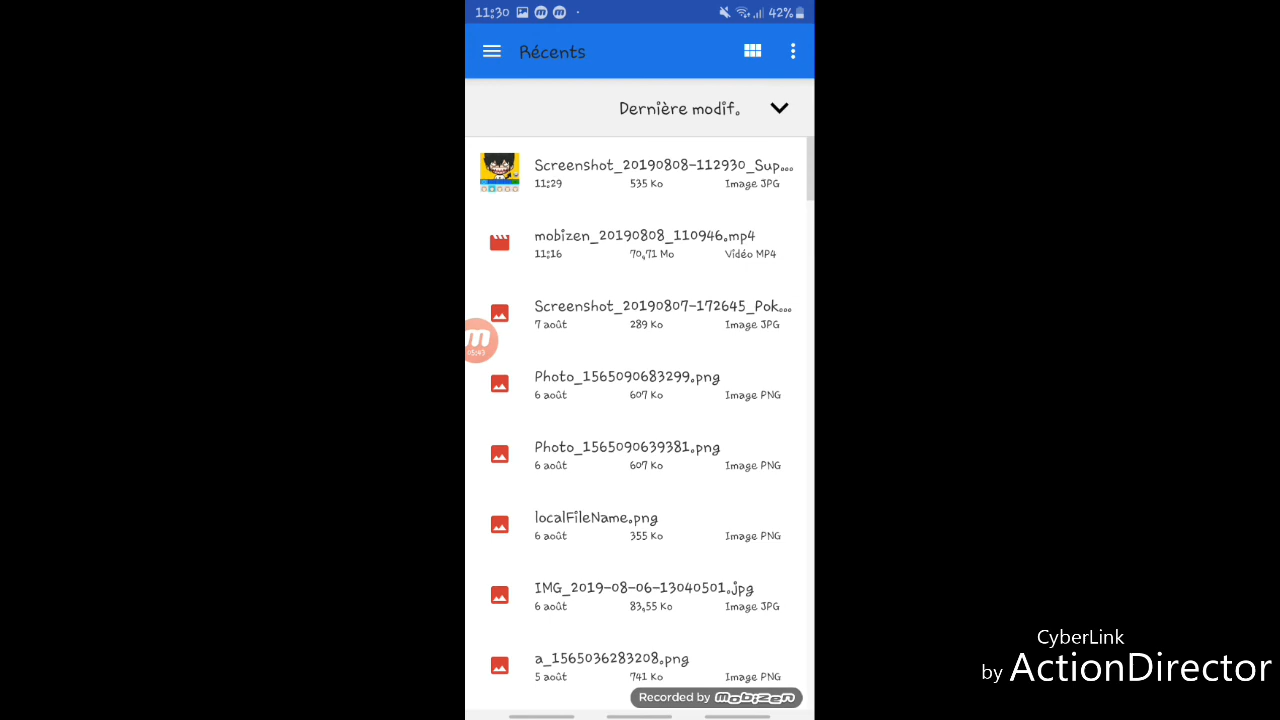 11:30 42%
Récents
Dernière modif.
Screenshot_20190808-112930_Sup...
11:29 535 Ko Image JPG
mobizen_20190808_110946.mp4
11:16 70,71 Mo Vidéo MP4
Screenshot_20190807-172645_Pok...
7 août 289 Ko Image JPG
m
05:43
Photo_1565090683299.png
6 août 607 Ko Image PNG
Photo_1565090639381.png
6 août 607 Ko Image PNG
localFileName.png
6 août 355 Ko Image PNG
IMG_2019-08-06-13040501.jpg
6 août 83,55 Ko Image JPG
a_1565036283208.png
5 août 741 Ko Image PNG
Recorded by mobizen
CyberLink
by ActionDirector